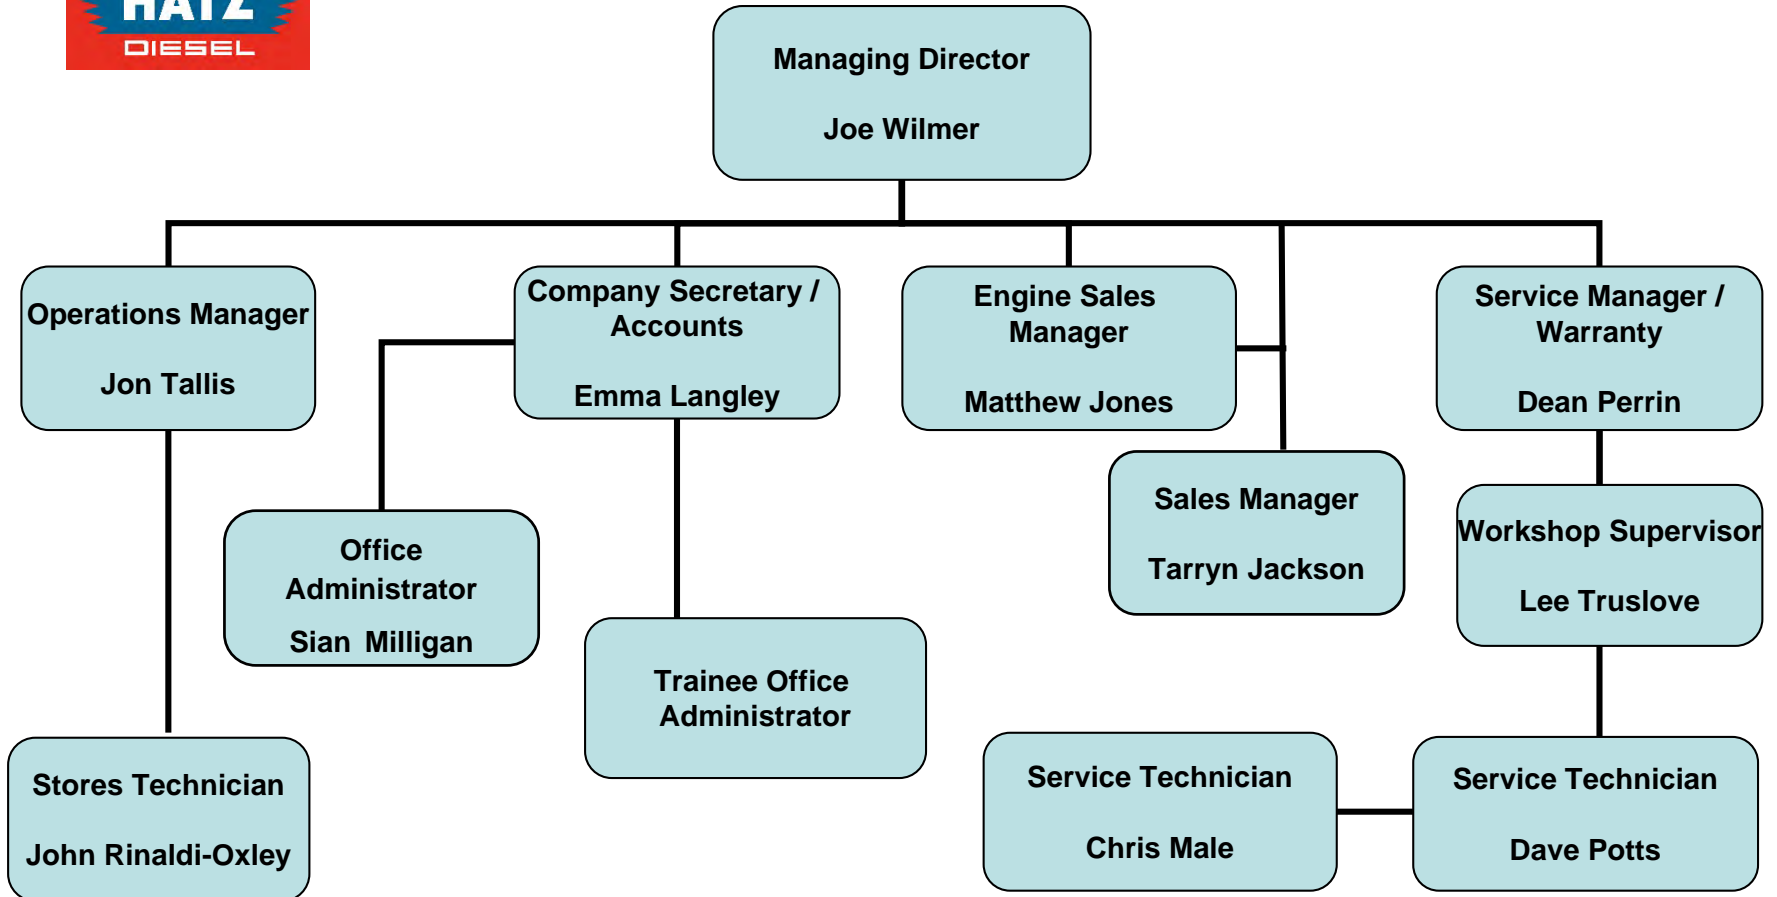 HATZ
DIESEL
Managing Director
Joe Wilmer
Operations Manager
Jon Tallis
Company Secretary /
Accounts
Emma Langley
Engine Sales
Manager
Matthew Jones
Service Manager /
Warranty
Dean Perrin
Sales Manager
Tarryn Jackson
Workshop Supervisor
Lee Truslove
Office
Administrator
Sian Milligan
Trainee Office
Administrator
Stores Technician
John Rinaldi-Oxley
Service Technician
Chris Male
Service Technician
Dave Potts